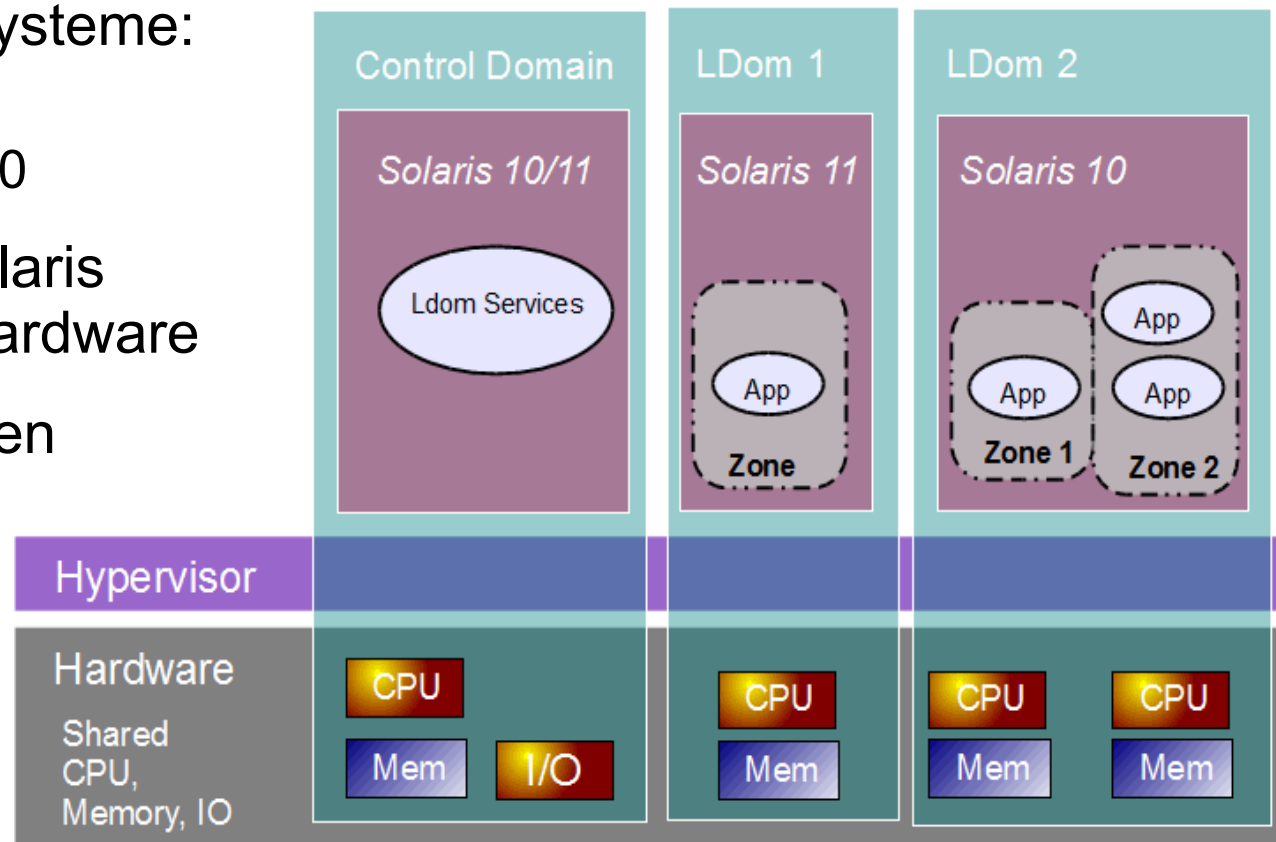 ysteme:
0
laris
ardware
en
Control Domain
Solaris 10/11
Ldom Services
LDom 1
Solaris 11
App
Zone
LDom 2
Solaris 10
App
Zone 1
App
App
Zone 2
Hypervisor
Hardware
Shared
CPU,
Memory, IO
CPU
Mem
I/O
CPU
Mem
CPU
Mem
CPU
Mem